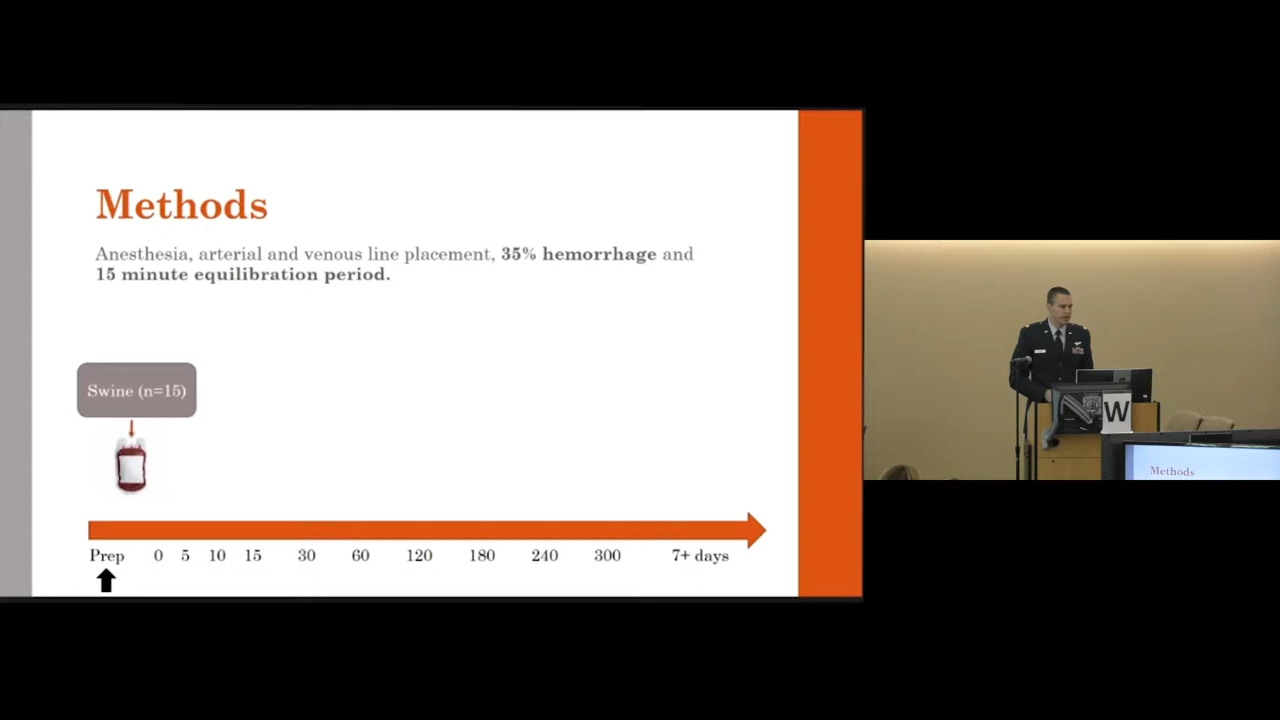 Methods
Anesthesia, arterial and venous line placement, 35% hemorrhage and
15 minute equilibration period.
Swine (n=15)
Prep 0 5 10 15 30 60 120 180 240 300 7+ days
W
Methods